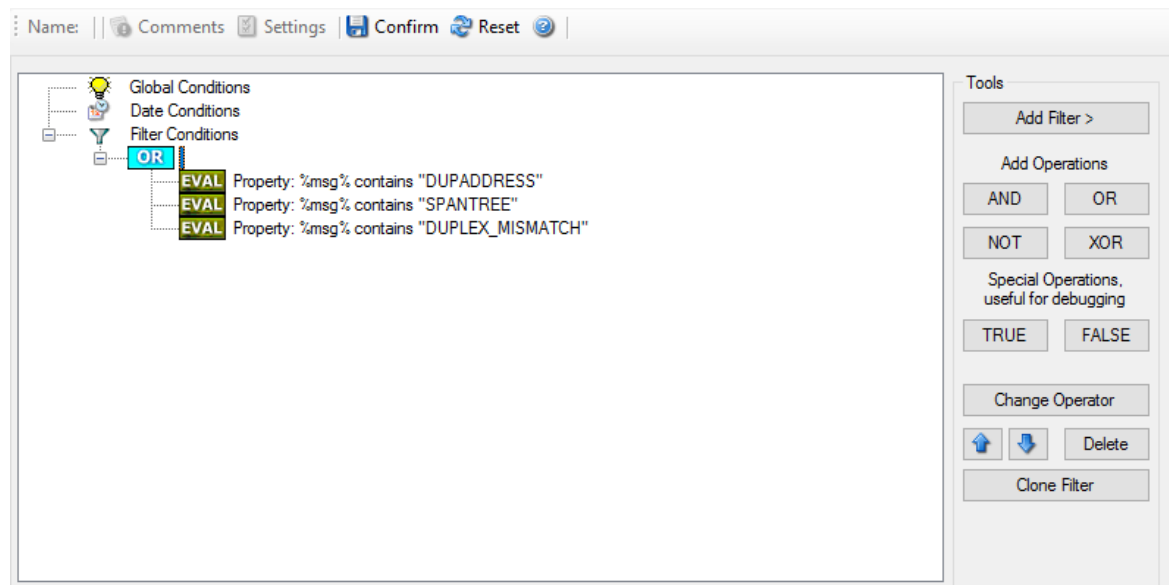 Name: Comments Settings Confirm Reset
Global Conditions
Date Conditions
Filter Conditions
OR
EVAL Property: %msg% contains "DUPADDRESS"
EVAL Property: %msg% contains "SPANTREE"
EVAL Property: %msg% contains "DUPLEX_MISMATCH"
Tools
Add Filter >
Add Operations
AND OR
NOT XOR
Special Operations,
useful for debugging
TRUE FALSE
Change Operator
Delete
Clone Filter